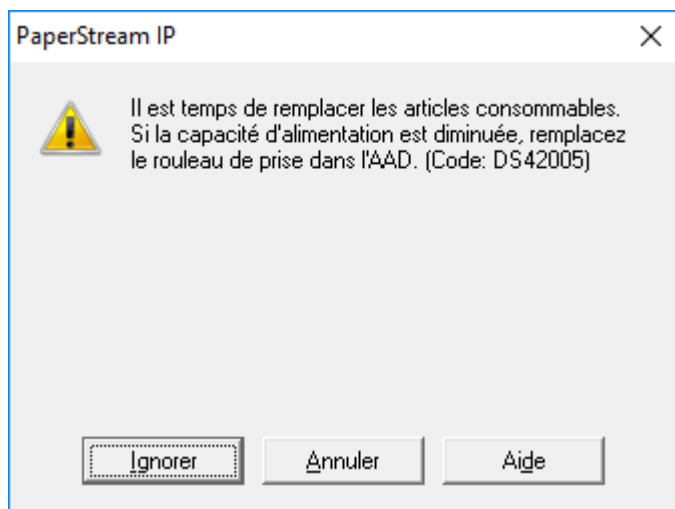 PaperStream IP
Il est temps de remplacer les articles consommables.
Si la capacité d'alimentation est diminuée, remplacez
le rouleau de prise dans l'AAD. (Code: DS42005)
Ignorer
Annuler
Aide